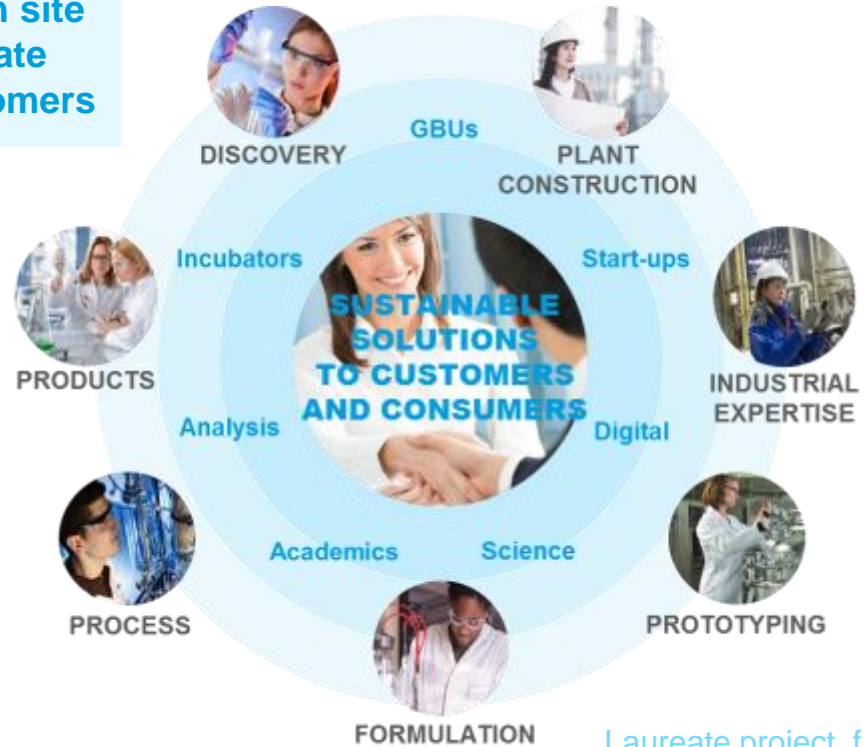 site
ate
omers
DISCOVERY
GBUs
PLANT
CONSTRUCTION
Incubators
Start-ups
SUSTAINABLE
SOLUTIONS
TO CUSTOMERS
AND CONSUMERS
PRODUCTS
INDUSTRIAL
EXPERTISE
Analysis
Digital
Academics
Science
PROCESS
PROTOTYPING
FORMULATION
Laureate project, f